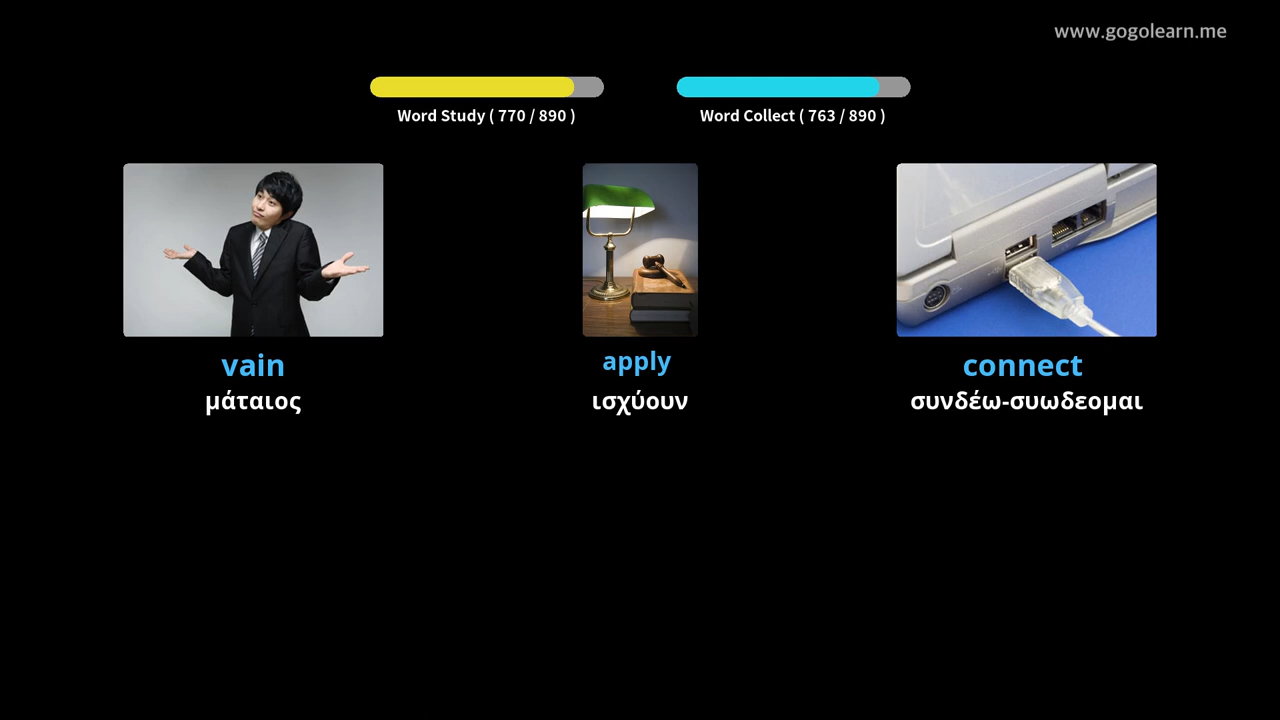 www.gogolearn.me
Word Study ( 770 / 890 )
Word Collect ( 763 / 890 )
vain
apply
connect
μάταιος
ισχύουν
συνδέω-συωδεομαι